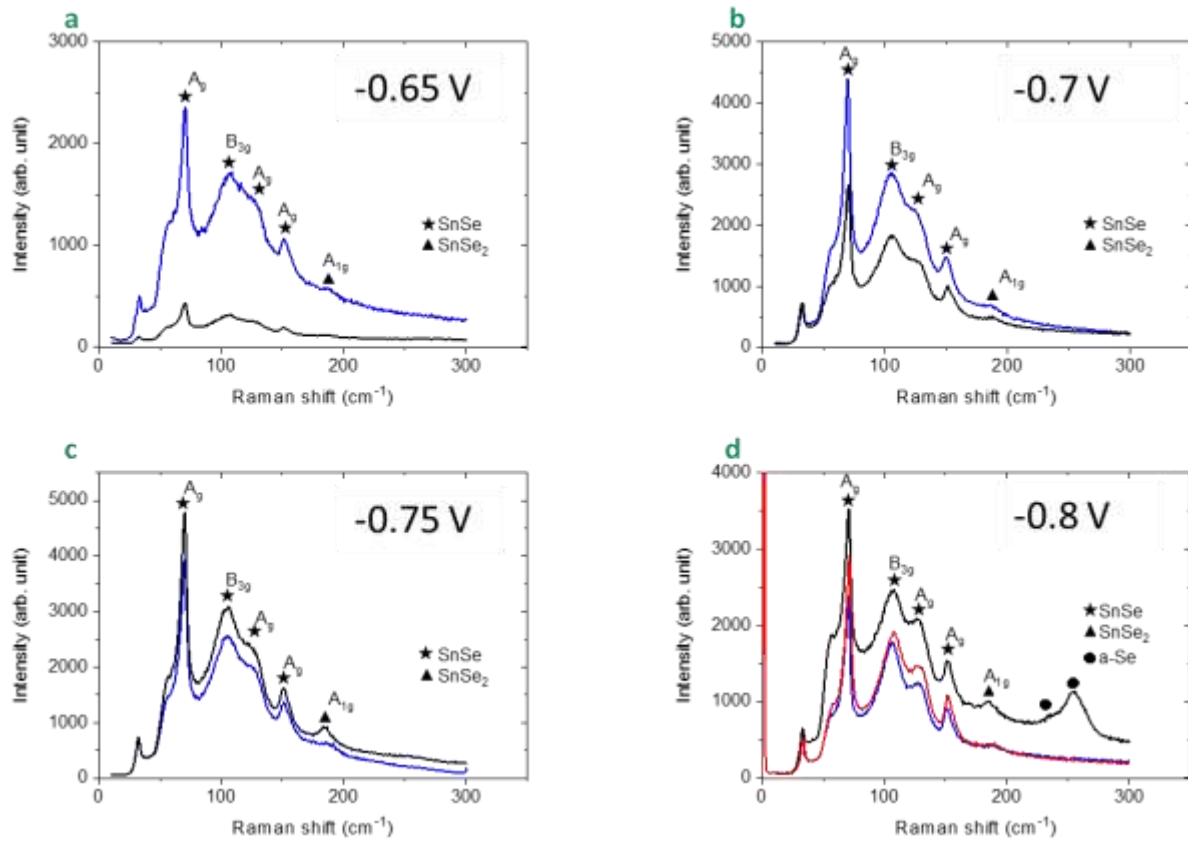 a
3000
2000
1000
0
0
100
200
300
Intensity (arb. unit)
Raman shift (cm⁻¹)
-0.65 V
A_g
B_3g
A_g
A_g
A_1g
★ SnSe
▲ SnSe₂
b
5000
4000
3000
2000
1000
0
0
100
200
300
Intensity (arb. unit)
Raman shift (cm⁻¹)
-0.7 V
A_g
B_3g
A_g
A_g
A_1g
★ SnSe
▲ SnSe₂
c
5000
4000
3000
2000
1000
0
0
100
200
300
Intensity (arb. unit)
Raman shift (cm⁻¹)
-0.75 V
A_g
B_3g
A_g
A_g
A_1g
★ SnSe
▲ SnSe₂
d
4000
3000
2000
1000
0
0
100
200
300
Intensity (arb. unit)
Raman shift (cm⁻¹)
-0.8 V
A_g
B_3g
A_g
A_g
A_1g
★ SnSe
▲ SnSe₂
● a-Se